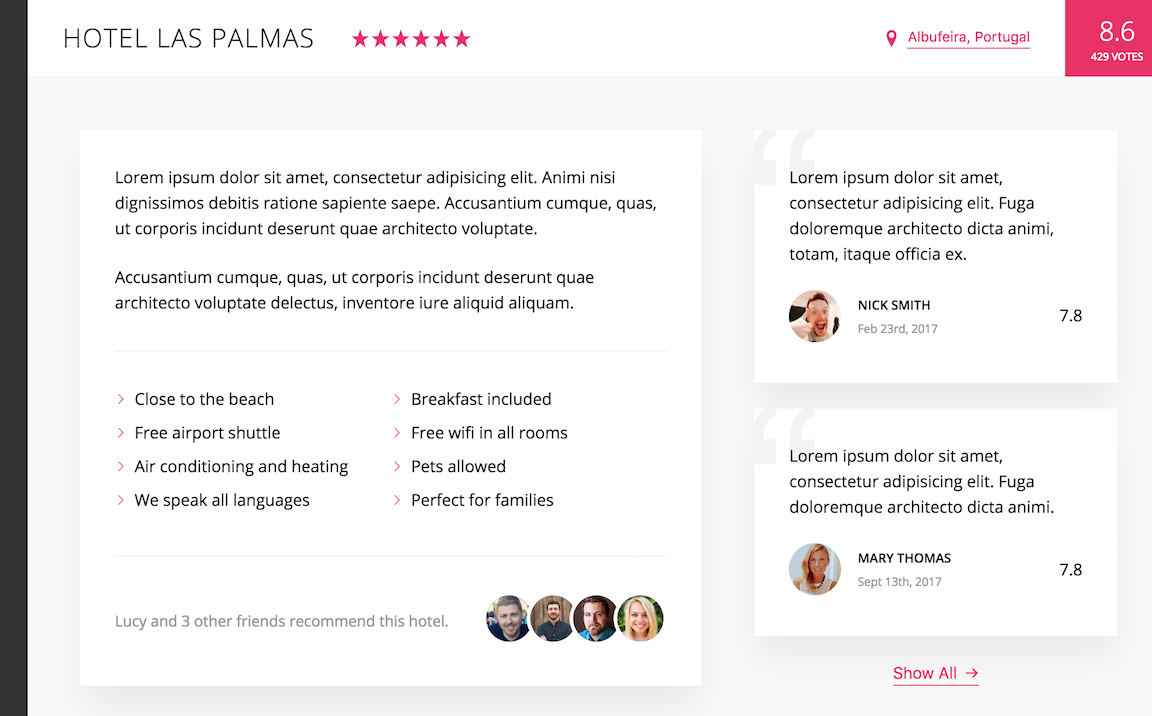 HOTEL LAS PALMAS
Albufeira, Portugal
8.6
429 VOTES
Lorem ipsum dolor sit amet, consectetur adipisicing elit. Animi nisi
dignissimos debitis ratione sapiente saepe. Accusantium cumque, quas,
ut corporis incidunt deserunt quae architecto voluptate.
Accusantium cumque, quas, ut corporis incidunt deserunt quae
architecto voluptate delectus, inventore iure aliquid aliquam.
Close to the beach
Breakfast included
Free airport shuttle
Free wifi in all rooms
Air conditioning and heating
Pets allowed
We speak all languages
Perfect for families
Lucy and 3 other friends recommend this hotel.
“
Lorem ipsum dolor sit amet,
consectetur adipisicing elit. Fuga
doloremque architecto dicta animi,
totam, itaque officia ex.
NICK SMITH
Feb 23rd, 2017
7.8
“
Lorem ipsum dolor sit amet,
consectetur adipisicing elit. Fuga
doloremque architecto dicta animi.
MARY THOMAS
Sept 13th, 2017
7.8
Show All →